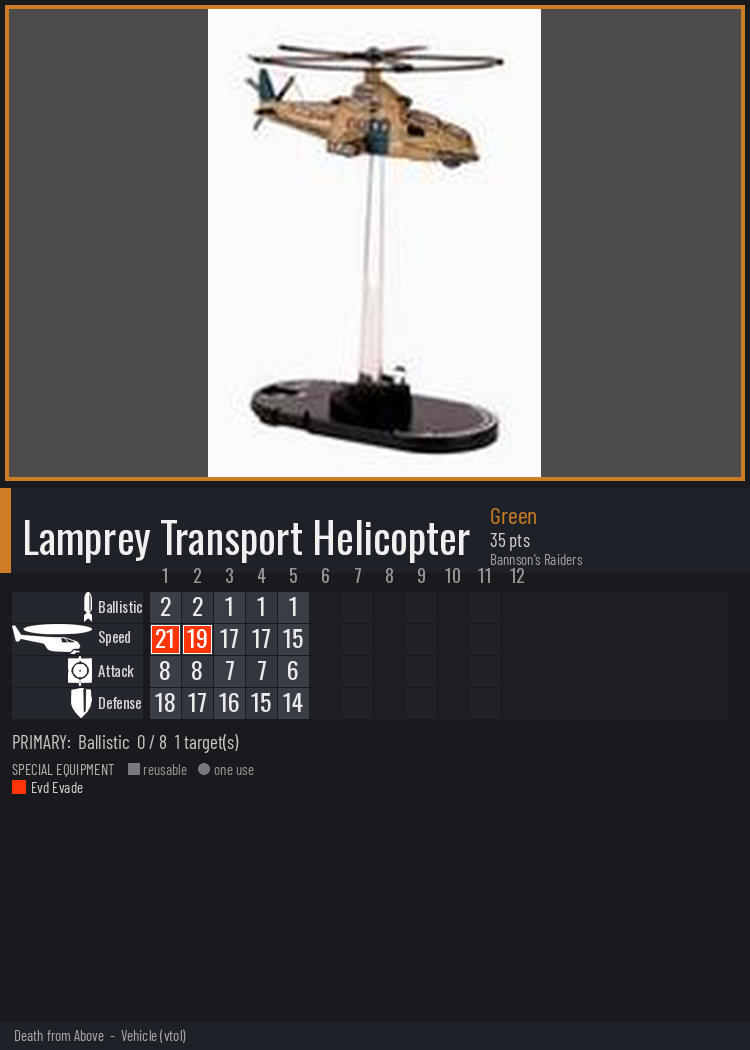 Lamprey Transport Helicopter
Green
35 pts
Bannson's Raiders
1 2 3 4 5 6 7 8 9 10 11 12
Ballistic 2 2 1 1 1
Speed 21 19 17 17 15
Attack 8 8 7 7 6
Defense 18 17 16 15 14
PRIMARY: Ballistic 0 / 8 1 target(s)
SPECIAL EQUIPMENT reusable one use
Evd Evade
Death from Above - Vehicle (vtol)